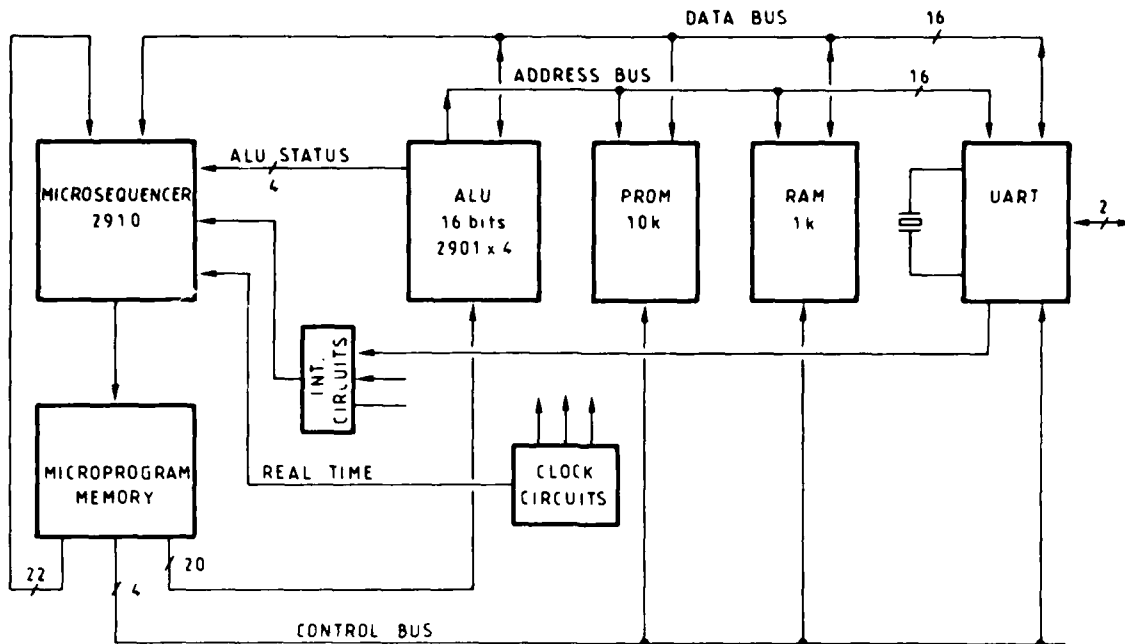 DATA BUS
16
ADDRESS BUS
16
ALU STATUS
4
MICROSEQUENCER
2910
ALU
16 bits
2901 x 4
PROM
10k
RAM
1k
UART
2
INT.
CIRCUITS
MICROPROGRAM
MEMORY
REAL TIME
CLOCK
CIRCUITS
22
4
20
CONTROL BUS